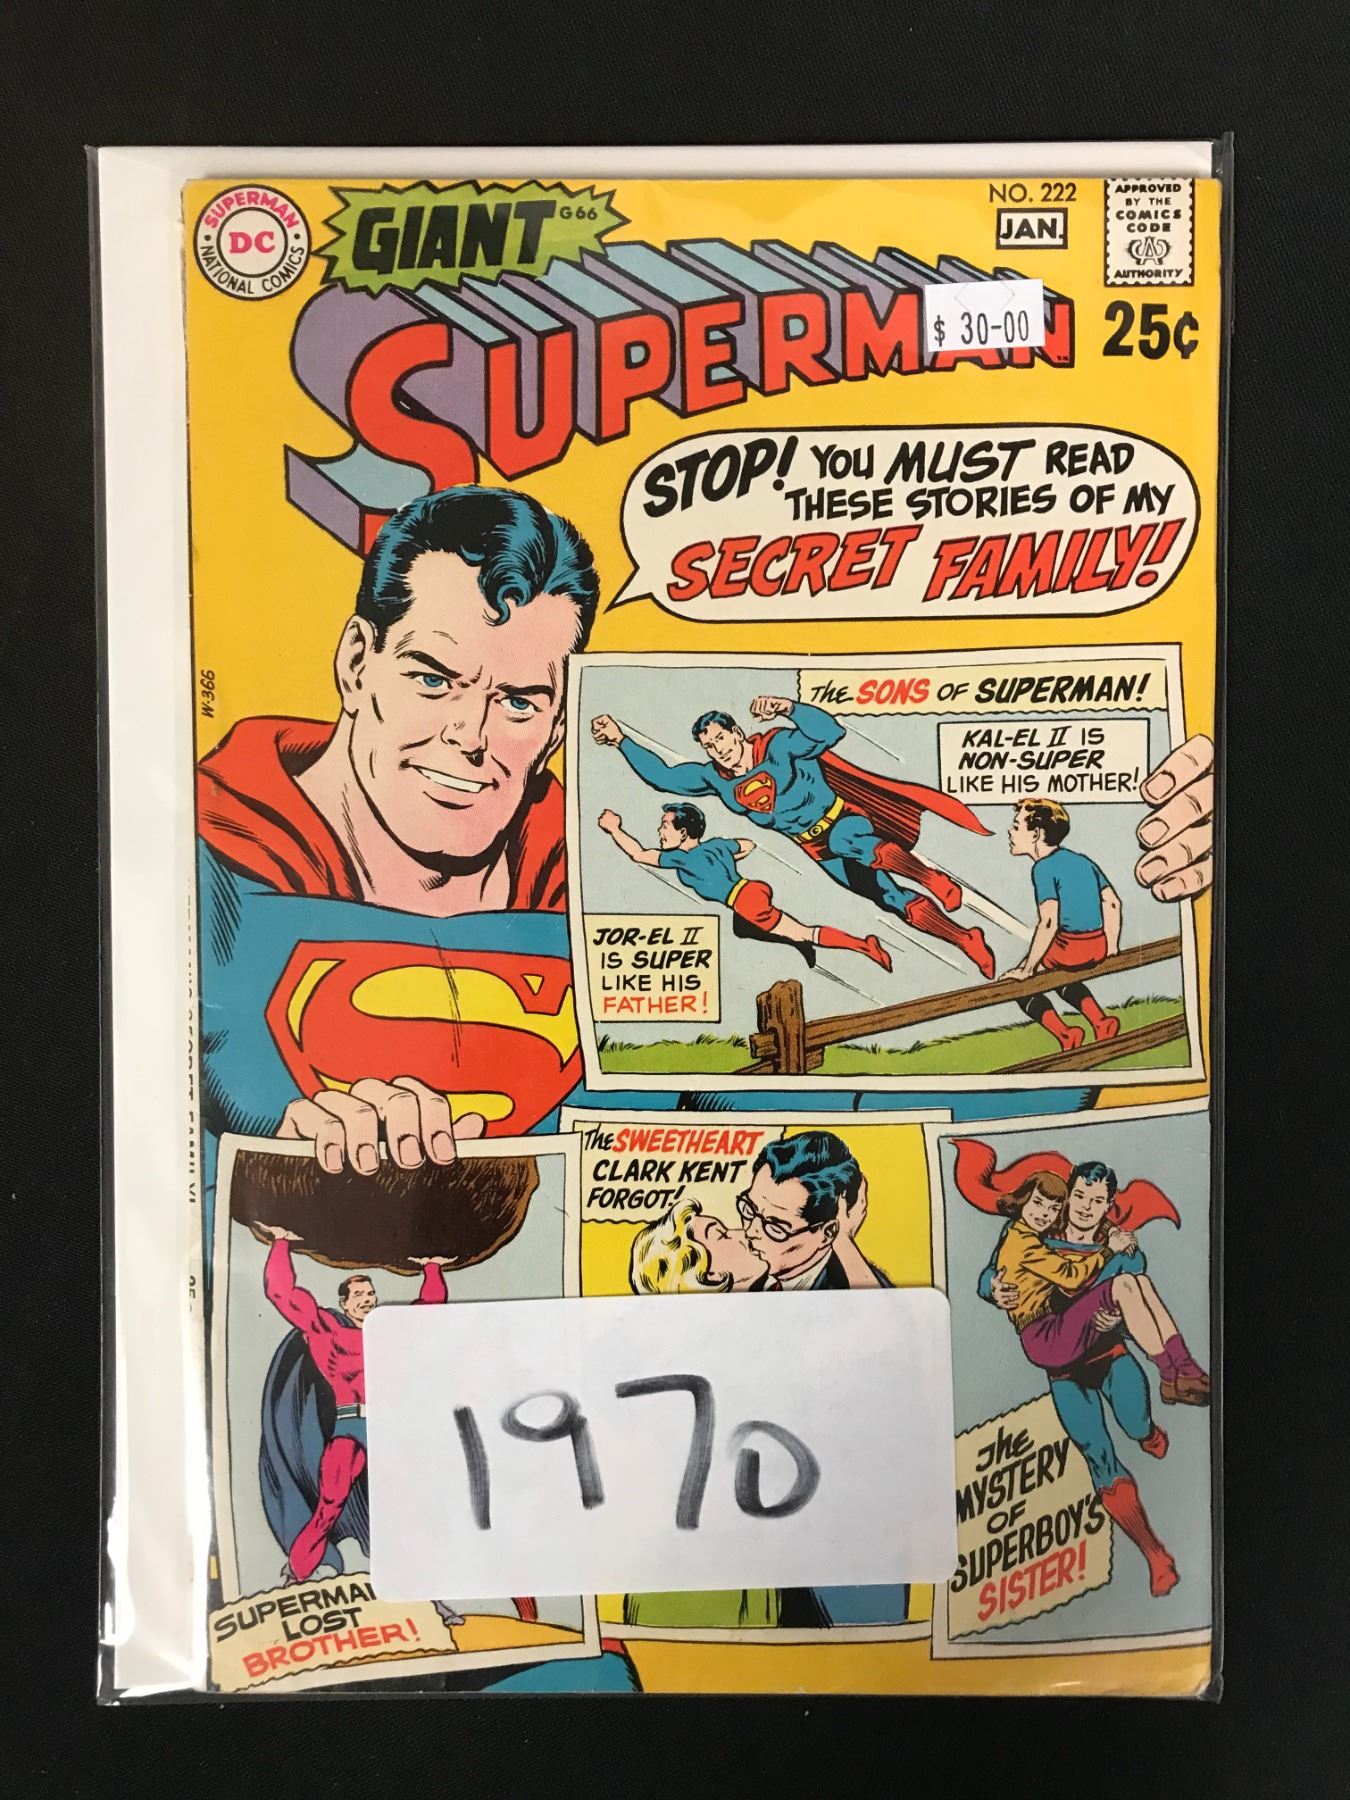 SUPERMAN
DC
NATIONAL COMICS
GIANT
G66
NO. 222
JAN.
APPROVED
BY THE
COMICS
CODE
CA
AUTHORITY
SUPERMAN
$ 30-00
25¢
STOP! YOU MUST READ
THESE STORIES OF MY
SECRET FAMILY!
W-366
The SONS OF SUPERMAN!
KAL-EL II IS
NON-SUPER
LIKE HIS MOTHER!
JOR-EL II
IS SUPER
LIKE HIS
FATHER!
The SWEETHEART
CLARK KENT
FORGOT!
1970
SUPERMAN
LOST
BROTHER!
The
MYSTERY
OF
SUPERBOY'S
SISTER!